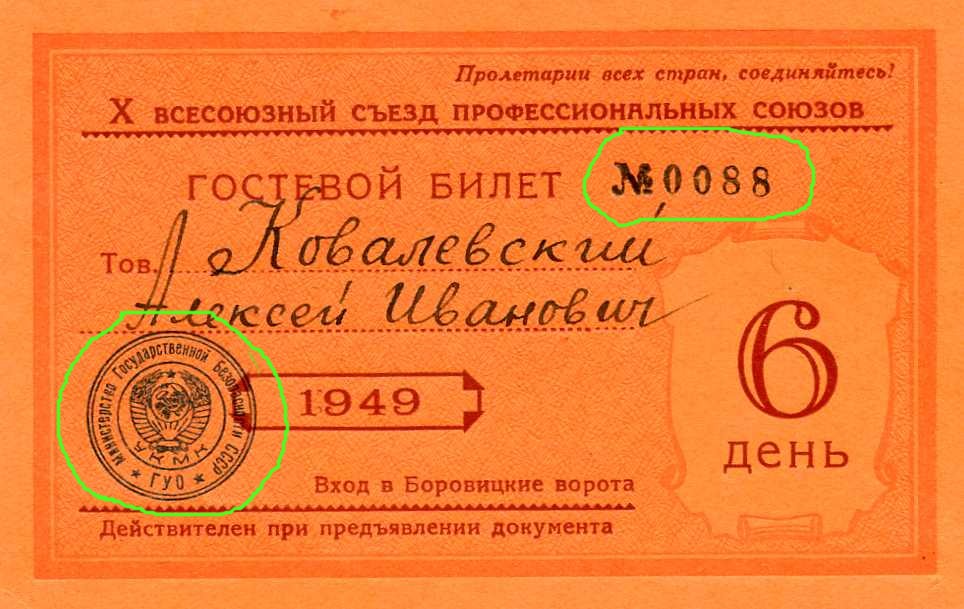 Пролетарии всех стран, соединяйтесь!
X ВСЕСОЮЗНЫЙ СЪЕЗД ПРОФЕССИОНАЛЬНЫХ СОЮЗОВ
ГОСТЕВОЙ БИЛЕТ №0088
Тов. Ковалевский
Алексей Иванович
6
день
1949
Министерство Государственной Безопасности СССР
УКМК
ГУО
Вход в Боровицкие ворота
Действителен при предъявлении документа